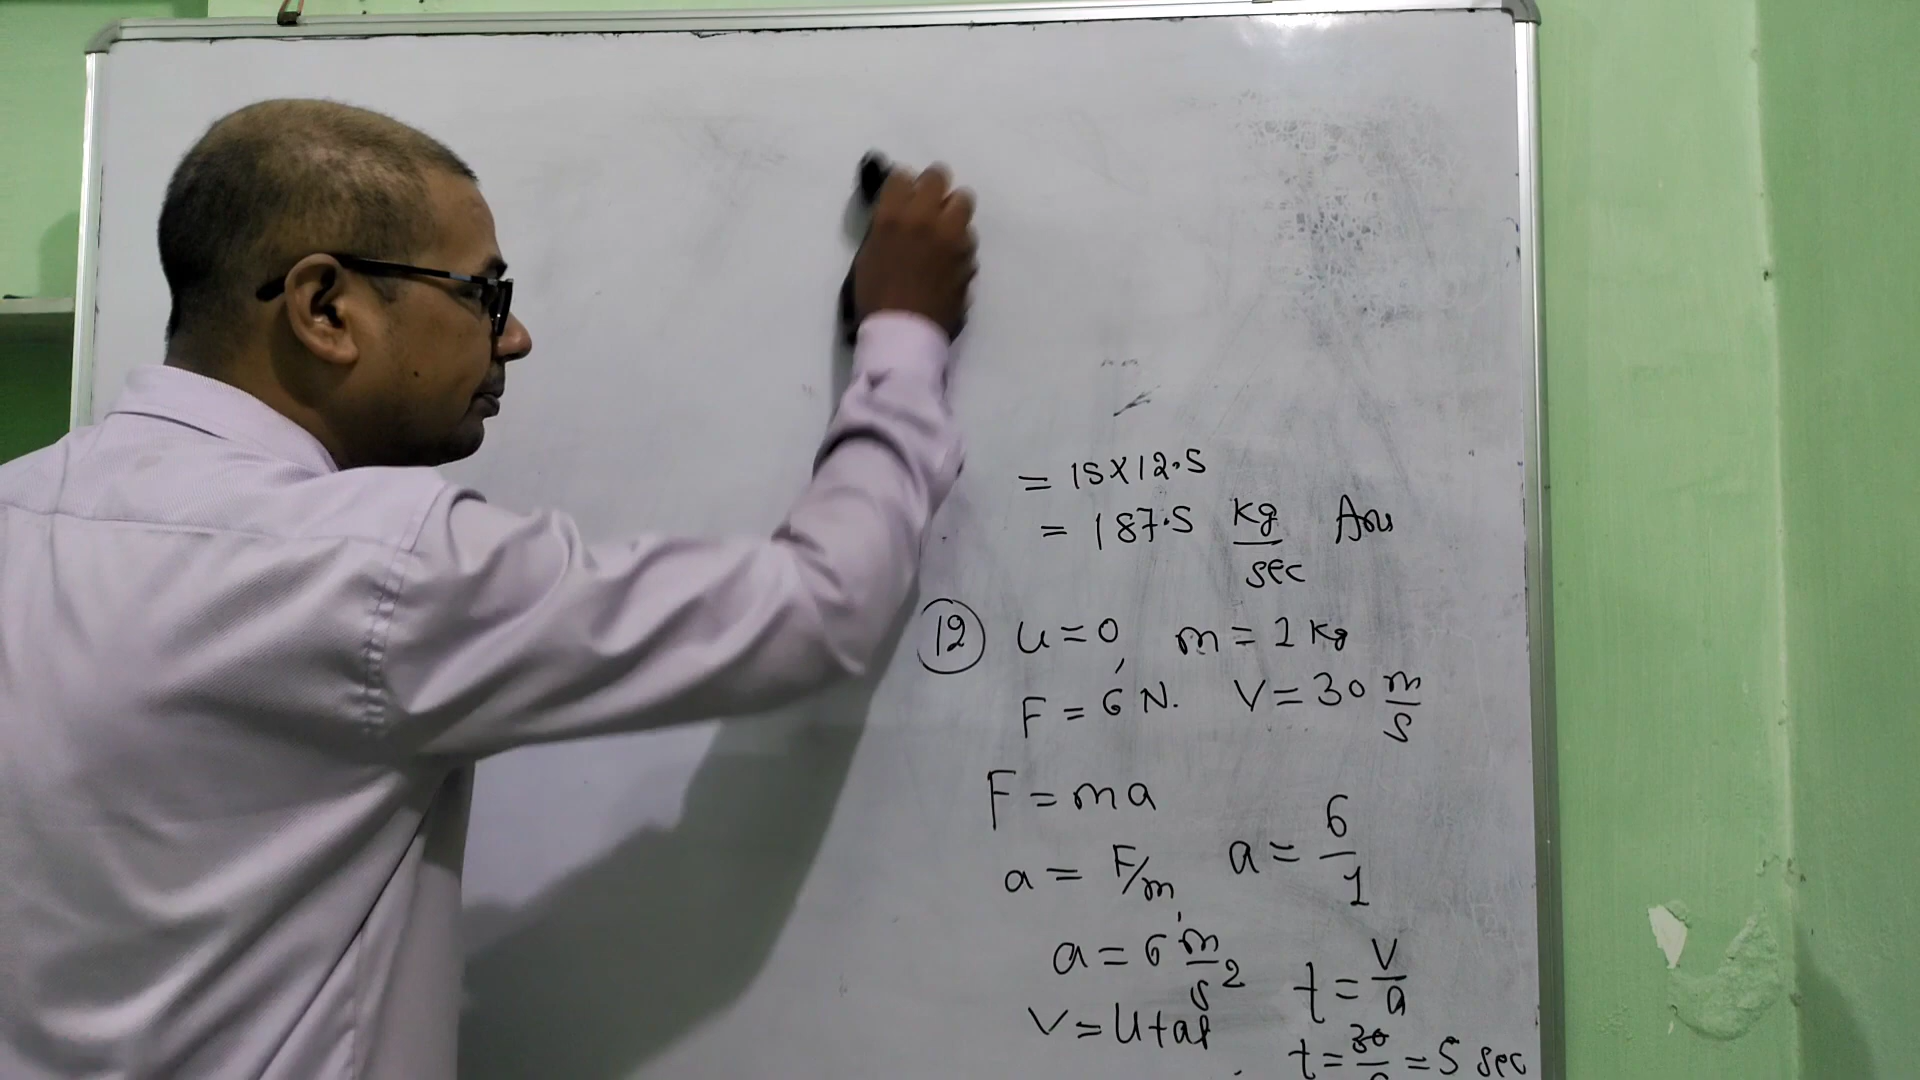 = 15×12.5
= 187.5 kg/sec Ans
12 u=0, m = 1 kg
F = 6 N. V = 30 m/s
F = ma
a = F/m, a = 6/1
a = 6 m/s2
t = V/a
V = u+at
t = 30/6 = 5 sec